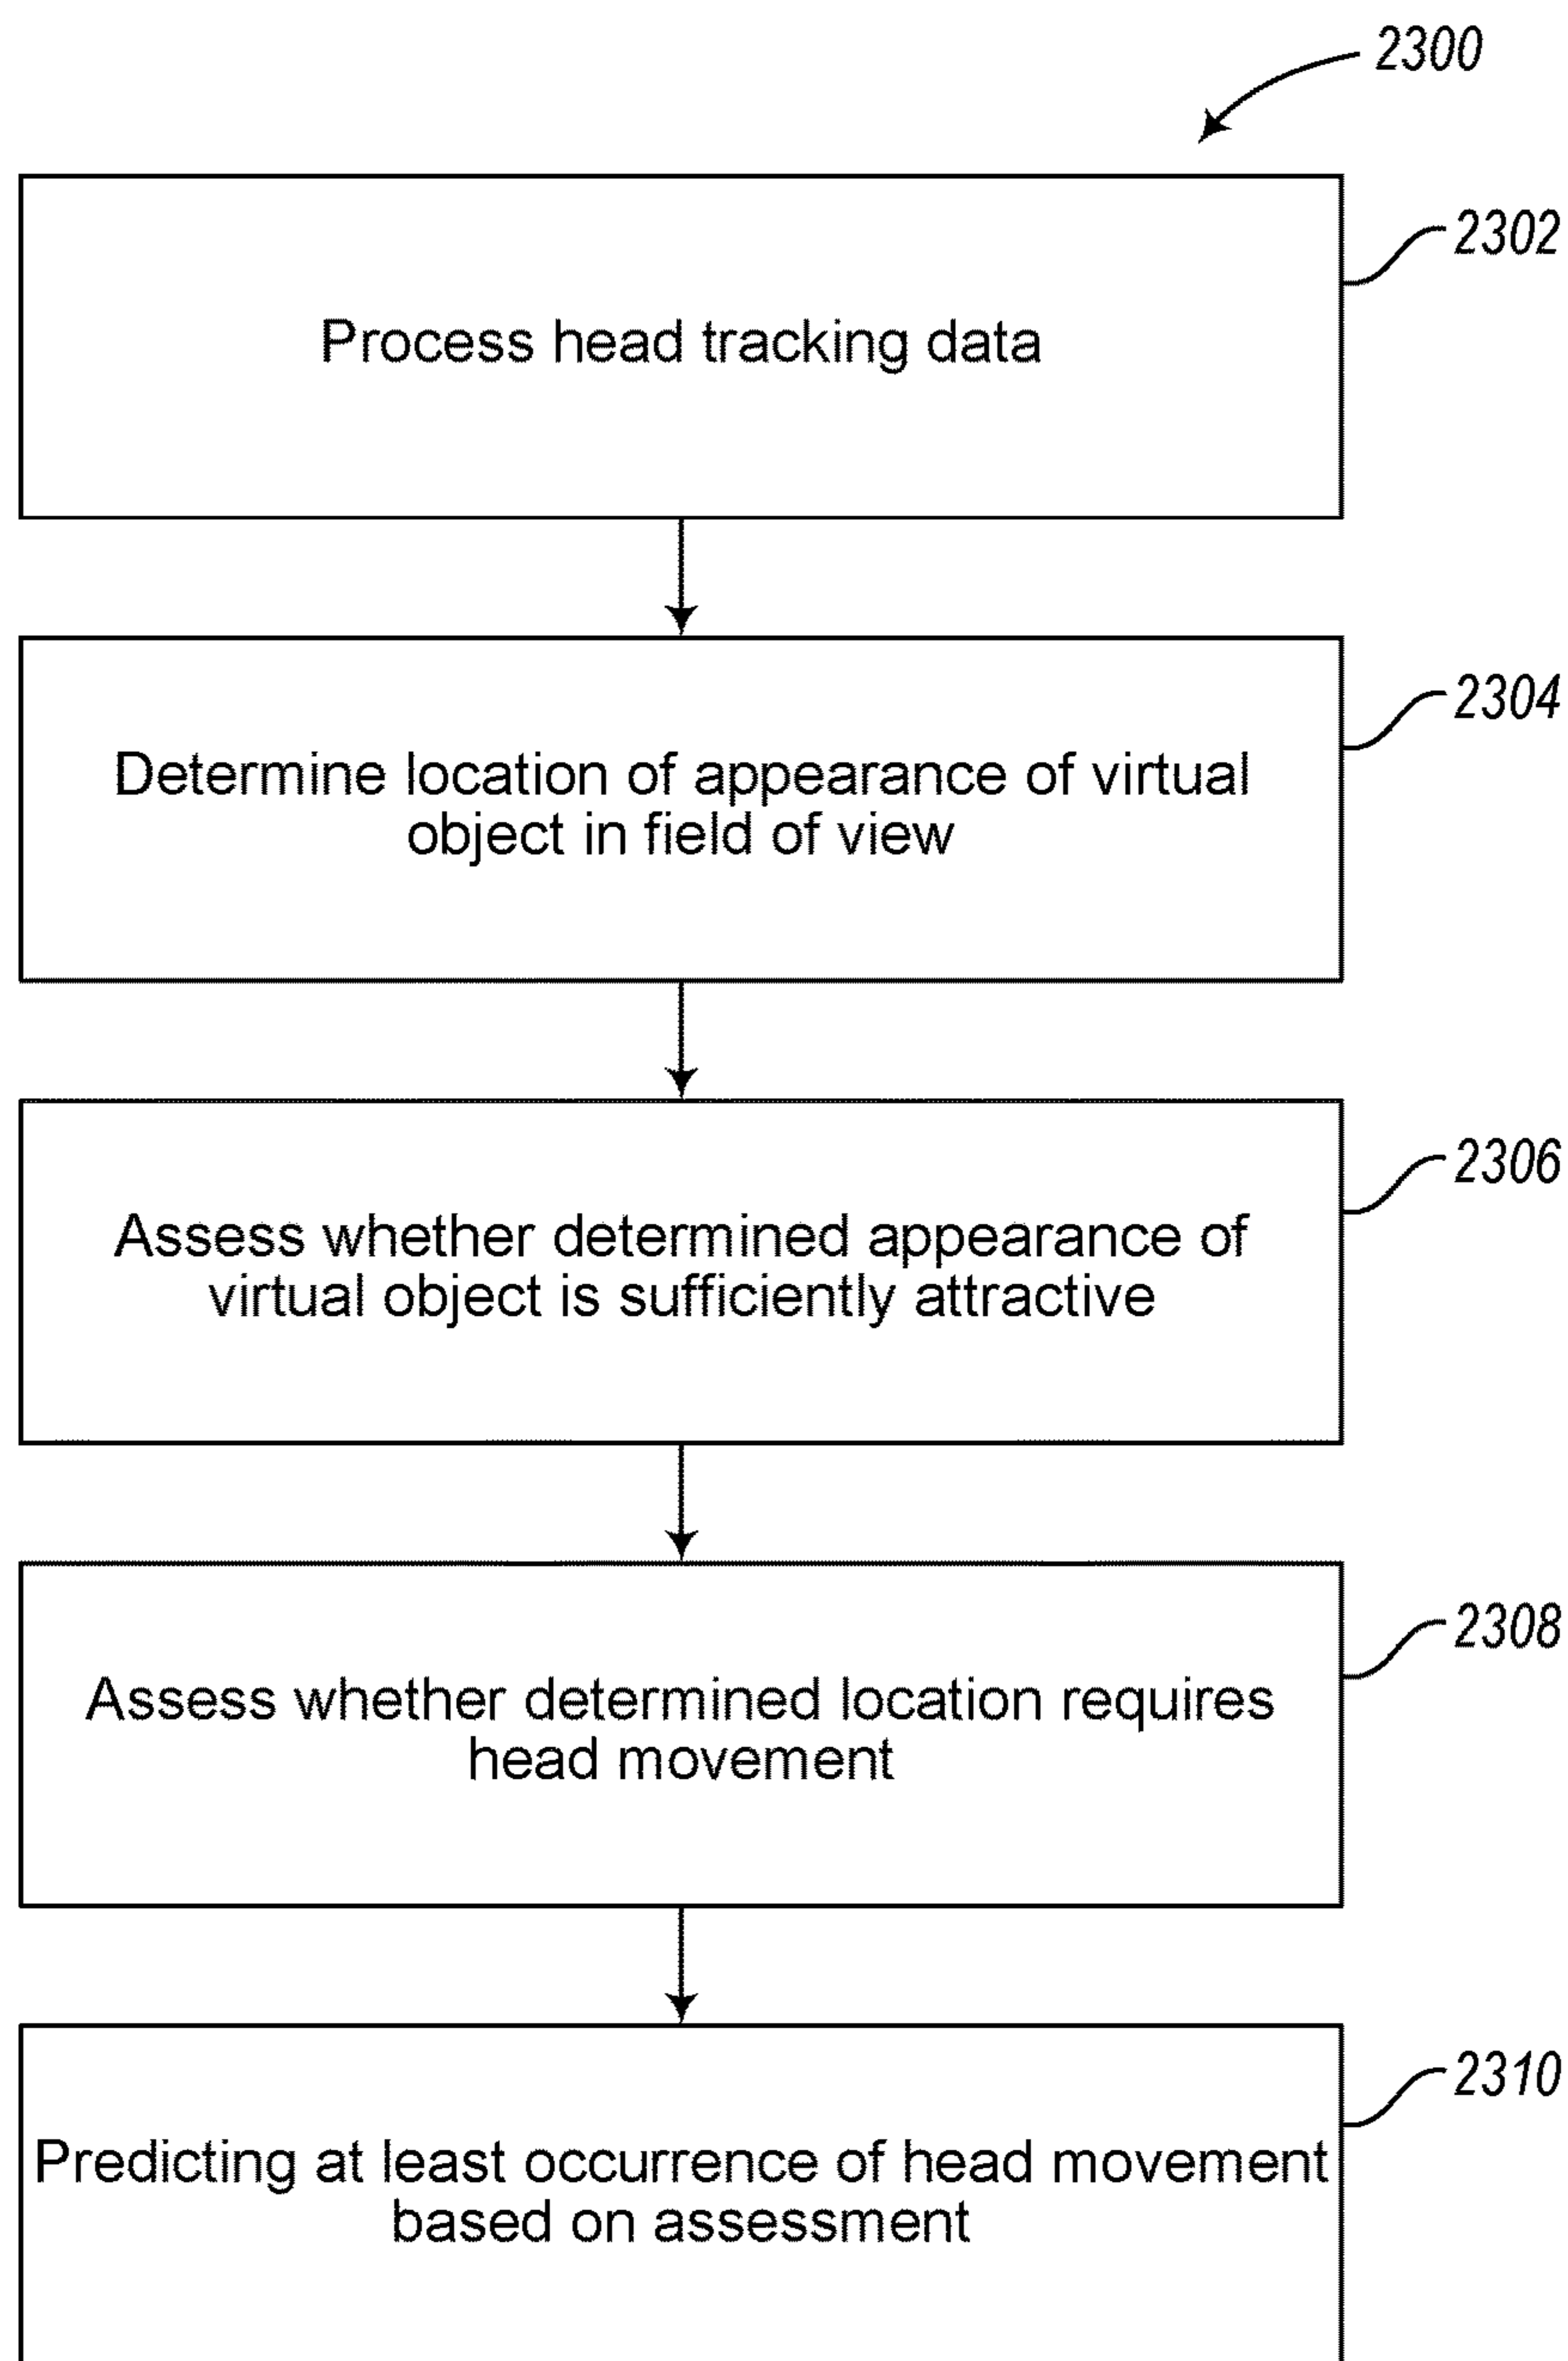 2300
2302
Process head tracking data
2304
Determine location of appearance of virtual
object in field of view
2306
Assess whether determined appearance of
virtual object is sufficiently attractive
2308
Assess whether determined location requires
head movement
2310
Predicting at least occurrence of head movement
based on assessment